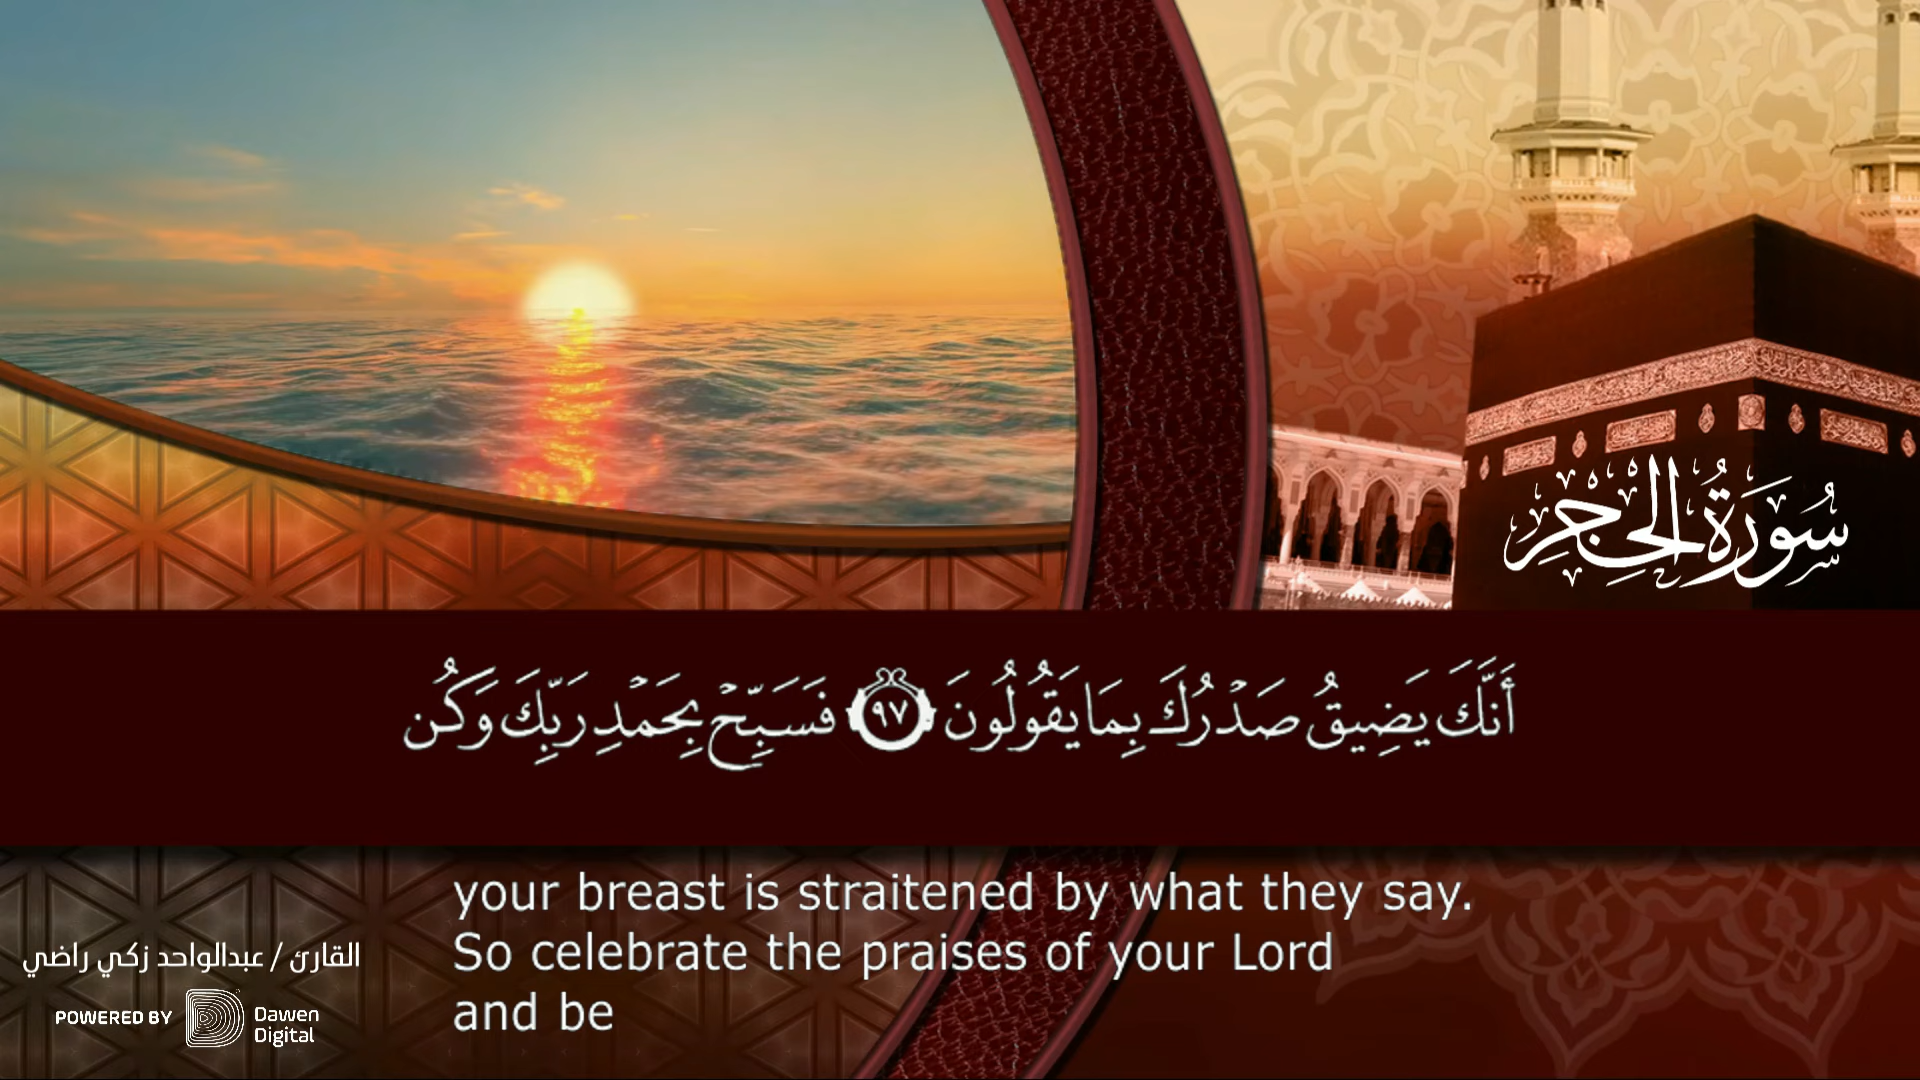 سُورَةُ الحِجْرِ
أَنَّكَ يَضِيقُ صَدْرُكَ بِمَا يَقُولُونَ ٩٧ فَسَبِّحْ بِحَمْدِ رَبِّكَ وَكُن
your breast is straitened by what they say.
So celebrate the praises of your Lord
and be
القارئ / عبدالواحد زكي راضي
POWERED BY Dawen
Digital